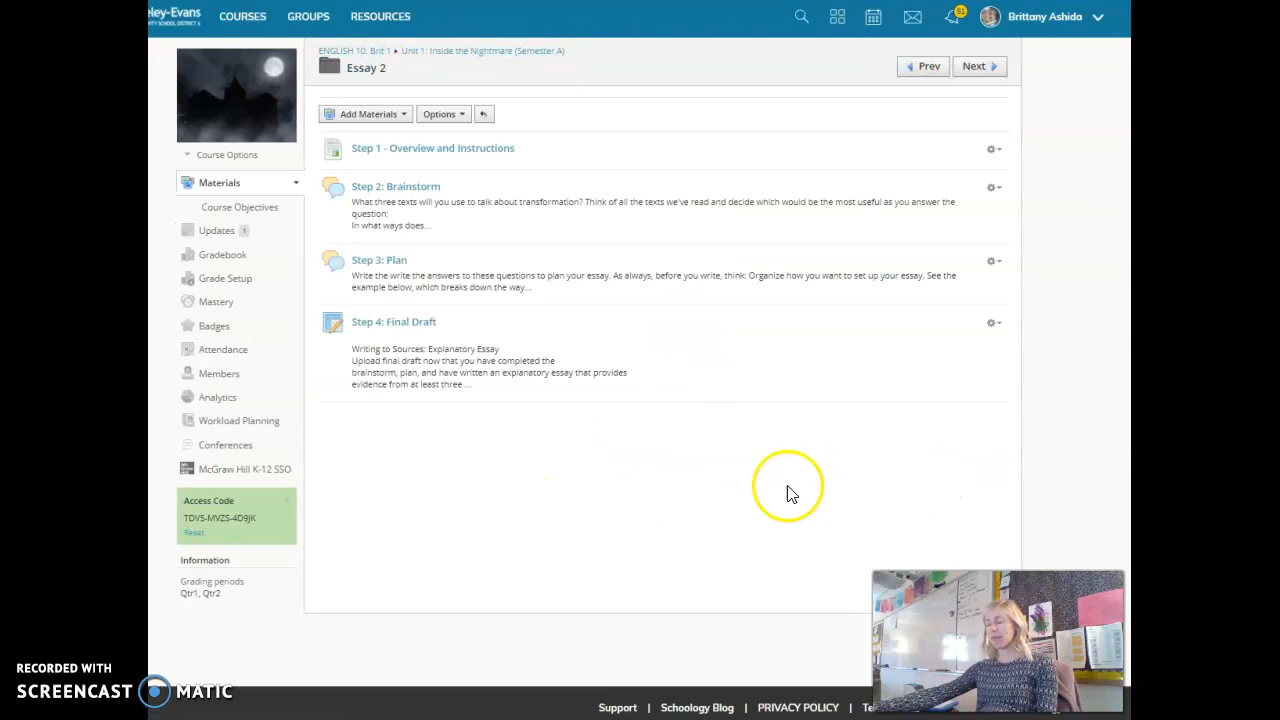 ley-Evans
COURSES GROUPS RESOURCES
51
Brittany Ashida
ENGLISH 10: Brit 1 ▸ Unit 1: Inside the Nightmare (Semester A)
Essay 2
Prev Next
Add Materials Options
Course Options
Materials
Course Objectives
Updates 1
Gradebook
Grade Setup
Mastery
Badges
Attendance
Members
Analytics
Workload Planning
Conferences
McGraw Hill K-12 SSO
Access Code
TDV5-MVZS-4D9JK
Reset
Information
Grading periods
Qtr1, Qtr2
Step 1 - Overview and Instructions
Step 2: Brainstorm
What three texts will you use to talk about transformation? Think of all the texts we've read and decide which would be the most useful as you answer the
question:
In what ways does...
Step 3: Plan
Write the write the answers to these questions to plan your essay. As always, before you write, think: Organize how you want to set up your essay. See the
example below, which breaks down the way...
Step 4: Final Draft
Writing to Sources: Explanatory Essay
Upload final draft now that you have completed the
brainstorm, plan, and have written an explanatory essay that provides
evidence from at least three ...
RECORDED WITH
SCREENCAST MATIC
Support | Schoology Blog | PRIVACY POLICY | Te